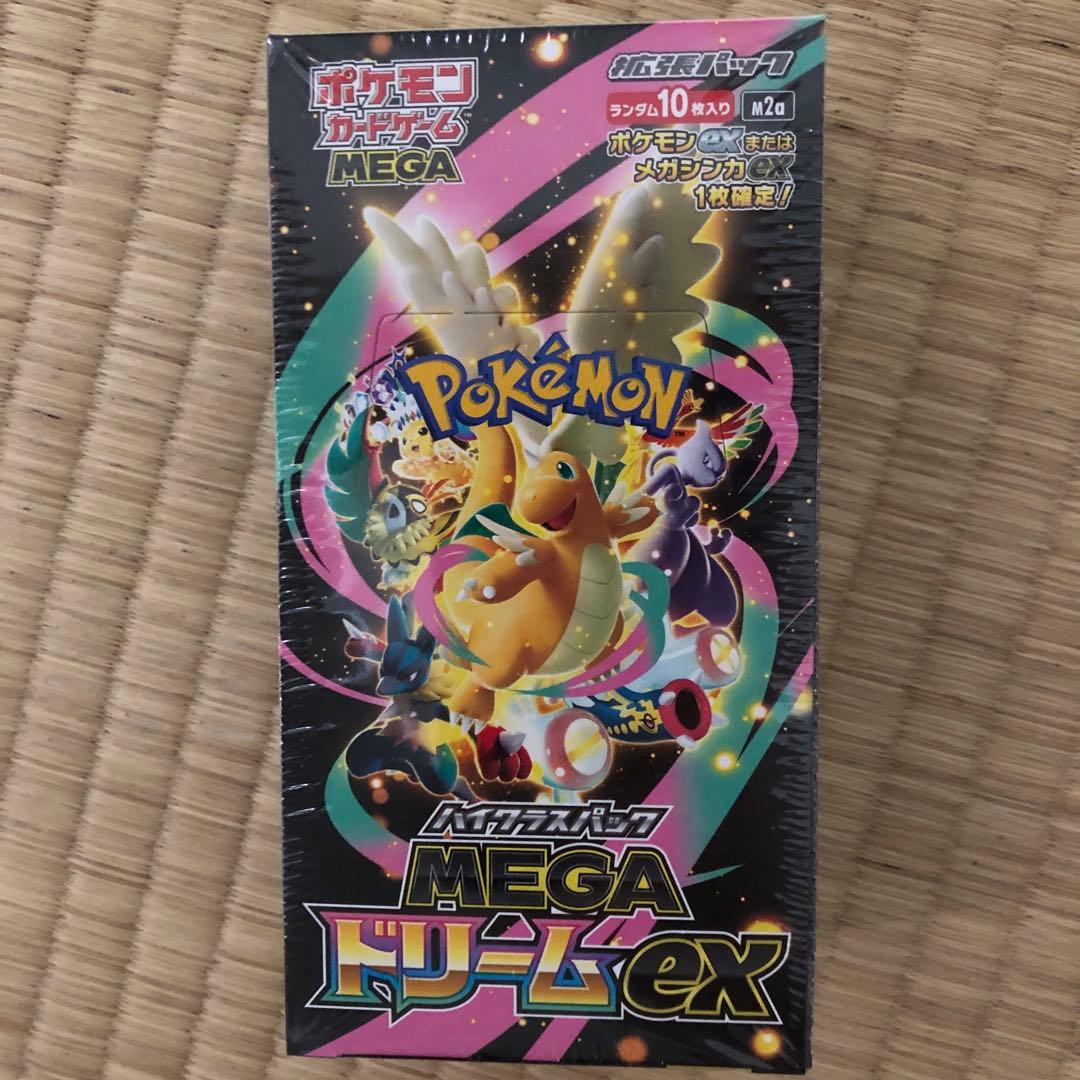 ポケモン
カードゲーム™
MEGA
拡張パック
ランダム10枚入り M2a
ポケモンexまたは
メガシンカex
1枚確定!
POKéMON™
ハイクラスパック
MEGA
ドリームex